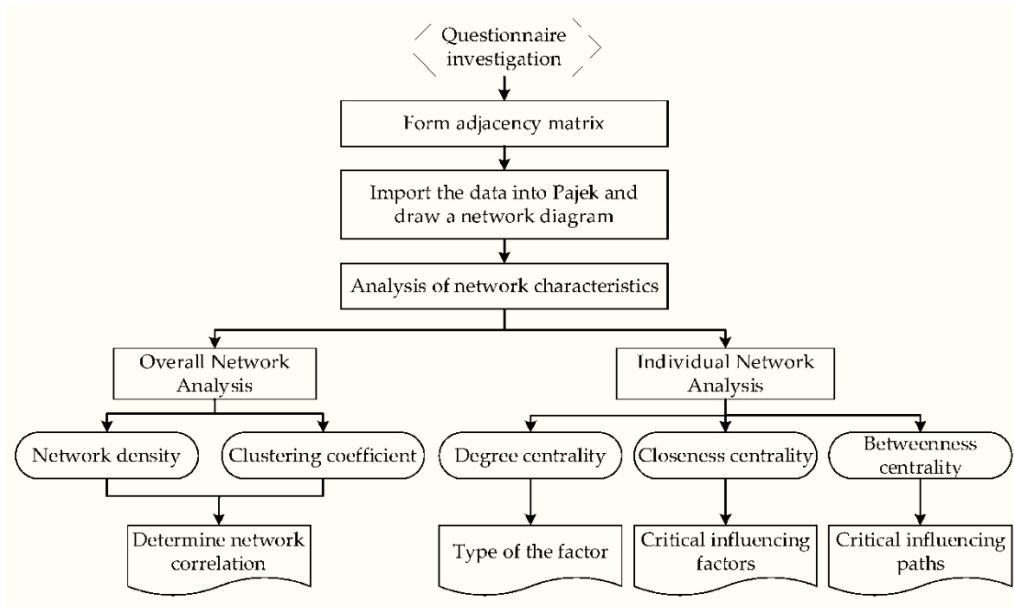 Questionnaire
investigation
Form adjacency matrix
Import the data into Pajek and
draw a network diagram
Analysis of network characteristics
Overall Network
Analysis
Individual Network
Analysis
Network density
Clustering coefficient
Degree centrality
Closeness centrality
Betweenness
centrality
Determine network
correlation
Type of the factor
Critical influencing
factors
Critical influencing
paths